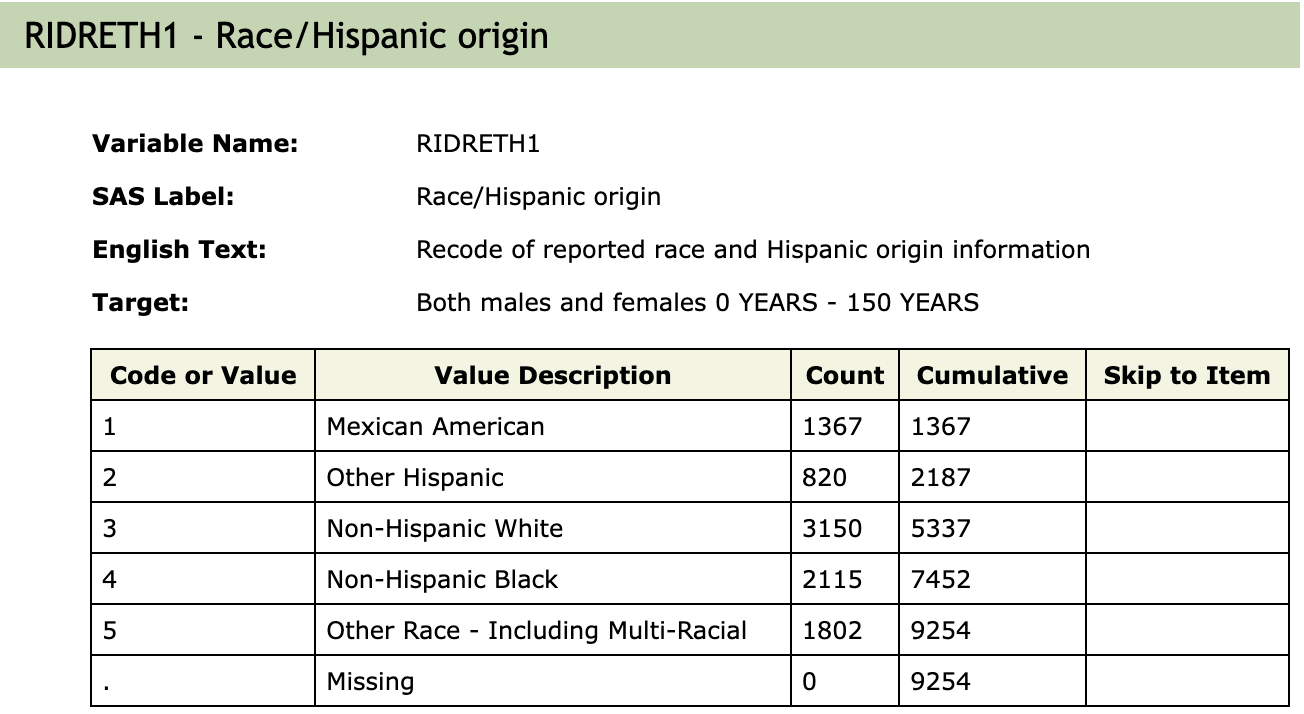 RIDRETH1 - Race/Hispanic origin
Variable Name: RIDRETH1
SAS Label: Race/Hispanic origin
English Text: Recode of reported race and Hispanic origin information
Target: Both males and females 0 YEARS - 150 YEARS
Code or Value Value Description Count Cumulative Skip to Item
1 Mexican American 1367 1367
2 Other Hispanic 820 2187
3 Non-Hispanic White 3150 5337
4 Non-Hispanic Black 2115 7452
5 Other Race - Including Multi-Racial 1802 9254
. Missing 0 9254